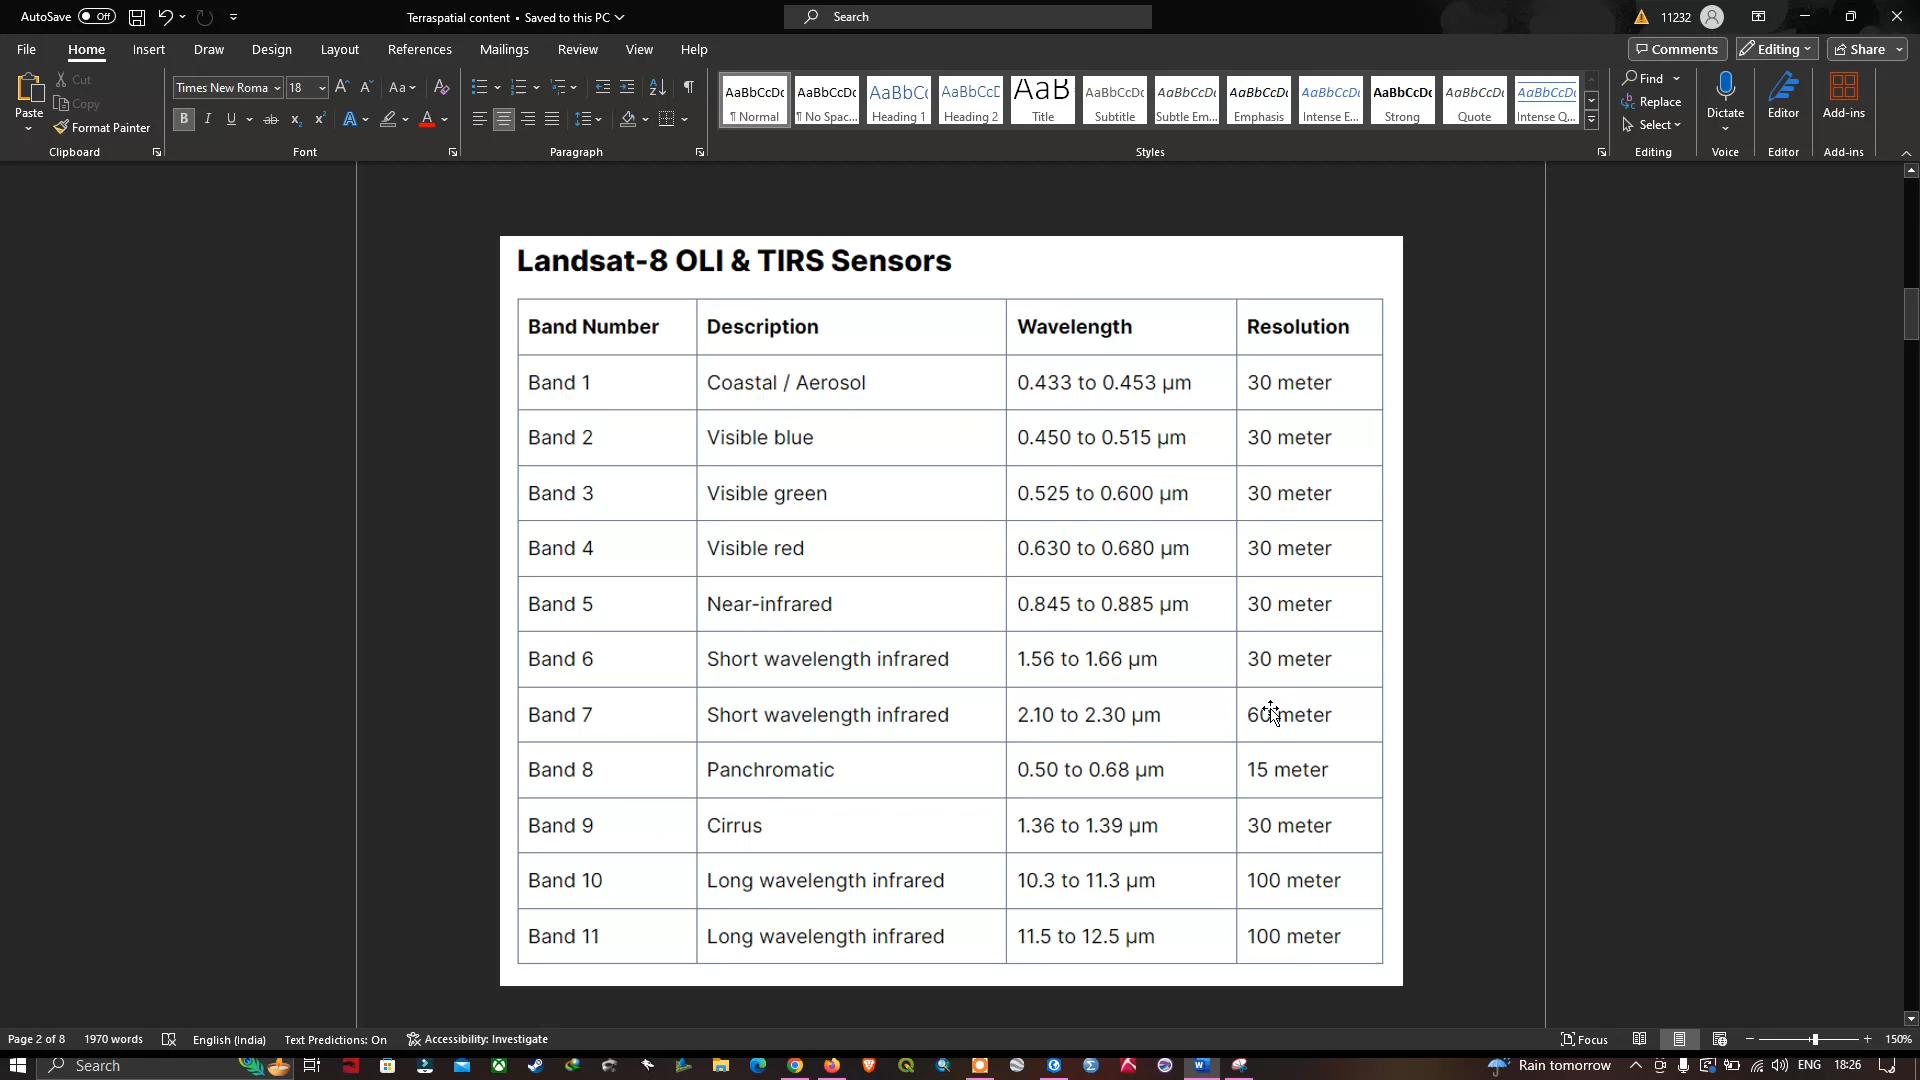 AutoSave Off Terraspatial content • Saved to this PC Search 11232
File Home Insert Draw Design Layout References Mailings Review View Help Comments Editing Share
Paste Cut Copy Format Painter
Times New Roma 18 Aa
AaBbCcDc AaBbCcDc AaBbC( AaBbCcD AaB AaBbCcD AaBbCcDc AaBbCcDc AaBbCcDc AaBbCcDc AaBbCcDc AaBbCcDc
¶ Normal ¶ No Spac... Heading 1 Heading 2 Title Subtitle Subtle Em... Emphasis Intense E... Strong Quote Intense Q...
Find Replace Select Dictate Editor Add-ins
Clipboard Font Paragraph Styles Editing Voice Editor Add-ins
Landsat-8 OLI & TIRS Sensors
Band Number Description Wavelength Resolution
Band 1 Coastal / Aerosol 0.433 to 0.453 µm 30 meter
Band 2 Visible blue 0.450 to 0.515 µm 30 meter
Band 3 Visible green 0.525 to 0.600 µm 30 meter
Band 4 Visible red 0.630 to 0.680 µm 30 meter
Band 5 Near-infrared 0.845 to 0.885 µm 30 meter
Band 6 Short wavelength infrared 1.56 to 1.66 µm 30 meter
Band 7 Short wavelength infrared 2.10 to 2.30 µm 60 meter
Band 8 Panchromatic 0.50 to 0.68 µm 15 meter
Band 9 Cirrus 1.36 to 1.39 µm 30 meter
Band 10 Long wavelength infrared 10.3 to 11.3 µm 100 meter
Band 11 Long wavelength infrared 11.5 to 12.5 µm 100 meter
Page 2 of 8 1970 words English (India) Text Predictions: On Accessibility: Investigate Focus 150%
Search Rain tomorrow ENG 18:26